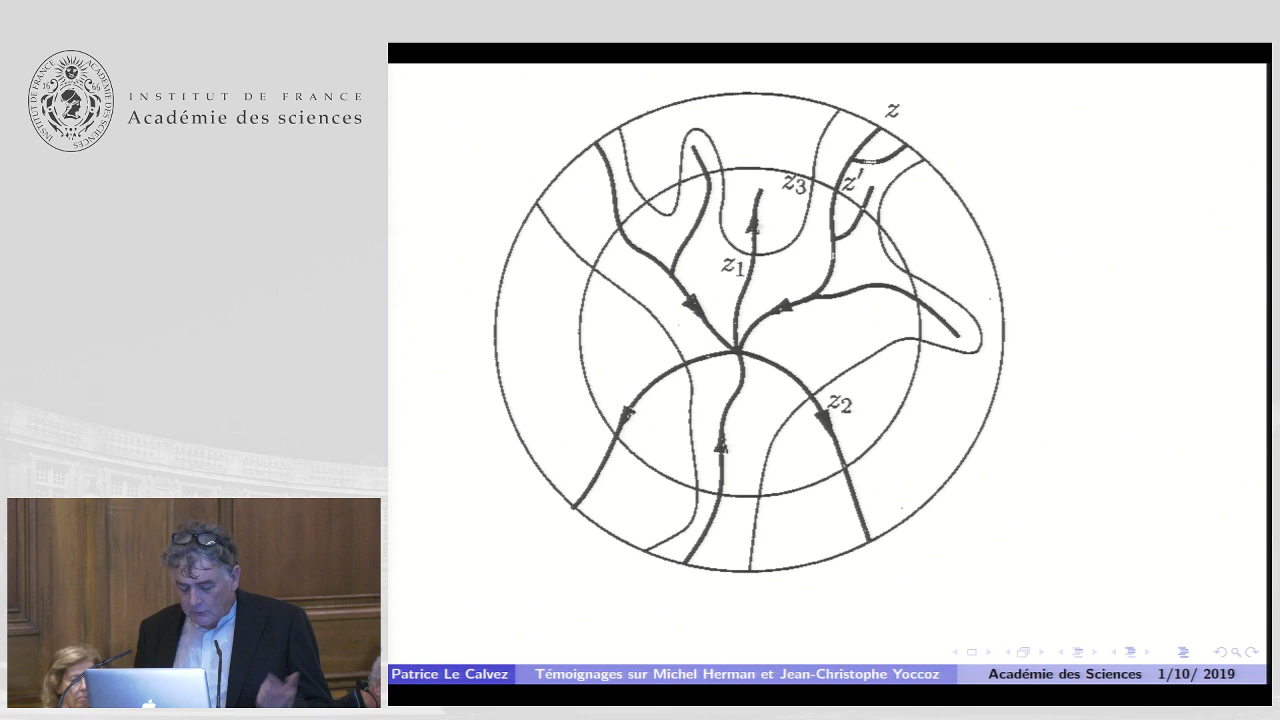 INSTITUT DE FRANCE
Académie des sciences
z
z3
z'
z1
z2
Patrice Le Calvez Témoignages sur Michel Herman et Jean-Christophe Yoccoz Académie des Sciences 1/10/ 2019